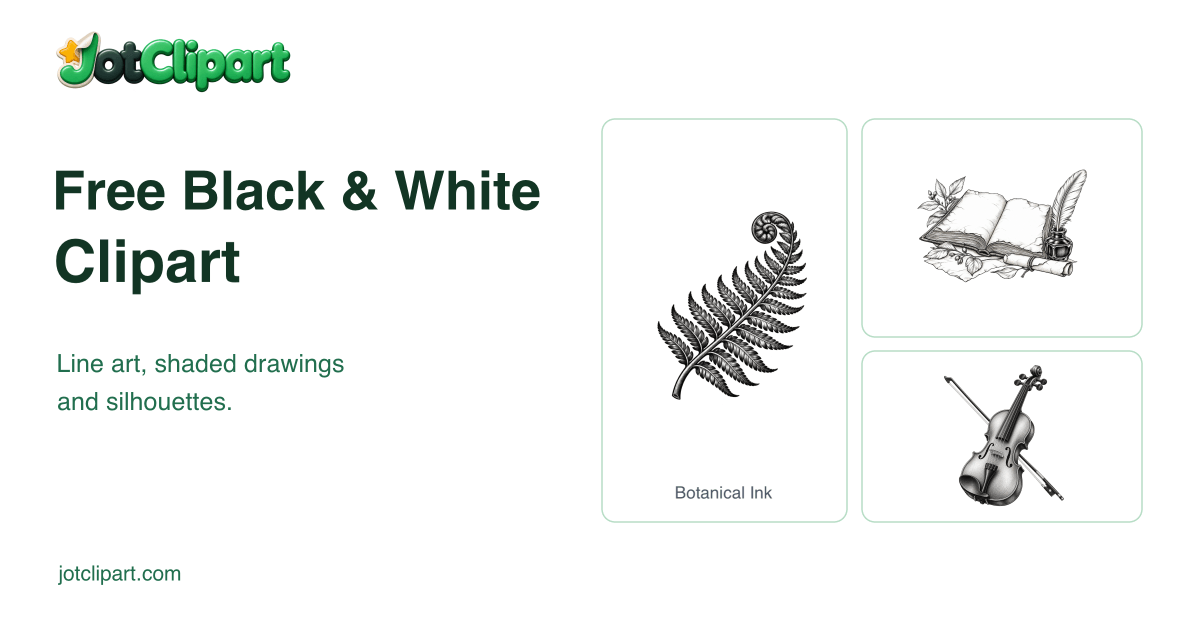 JotClipart
Free Black & White
Clipart
Line art, shaded drawings
and silhouettes.
Botanical Ink
jotclipart.com